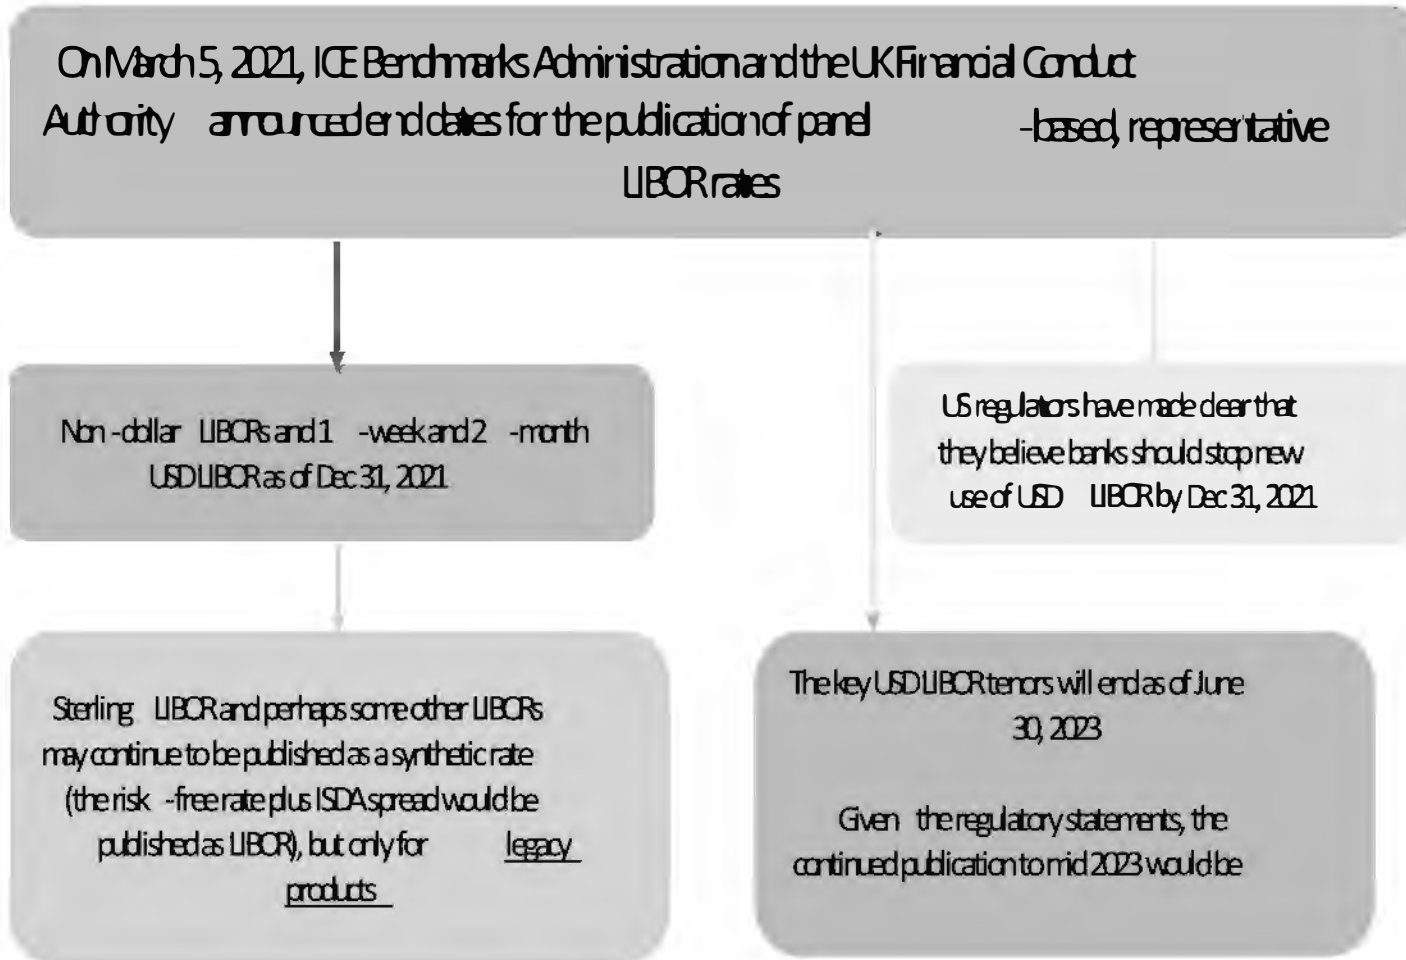 On March 5, 2021, ICE Benchmarks Administration and the UK Financial Conduct
Authority announced end dates for the publication of panel -based, representative
LIBOR rates
Non -dollar LIBORs and 1 -week and 2 -month
USD LIBOR as of Dec 31, 2021
US regulators have made clear that
they believe banks should stop new
use of USD LIBOR by Dec 31, 2021
Sterling LIBOR and perhaps some other LIBORs
may continue to be published as a synthetic rate
(the risk -free rate plus ISDA spread would be
published as LIBOR), but only for legacy
products
The key USD LIBOR tenors will end as of June
30, 2023
Given the regulatory statements, the
continued publication to mid 2023 would be